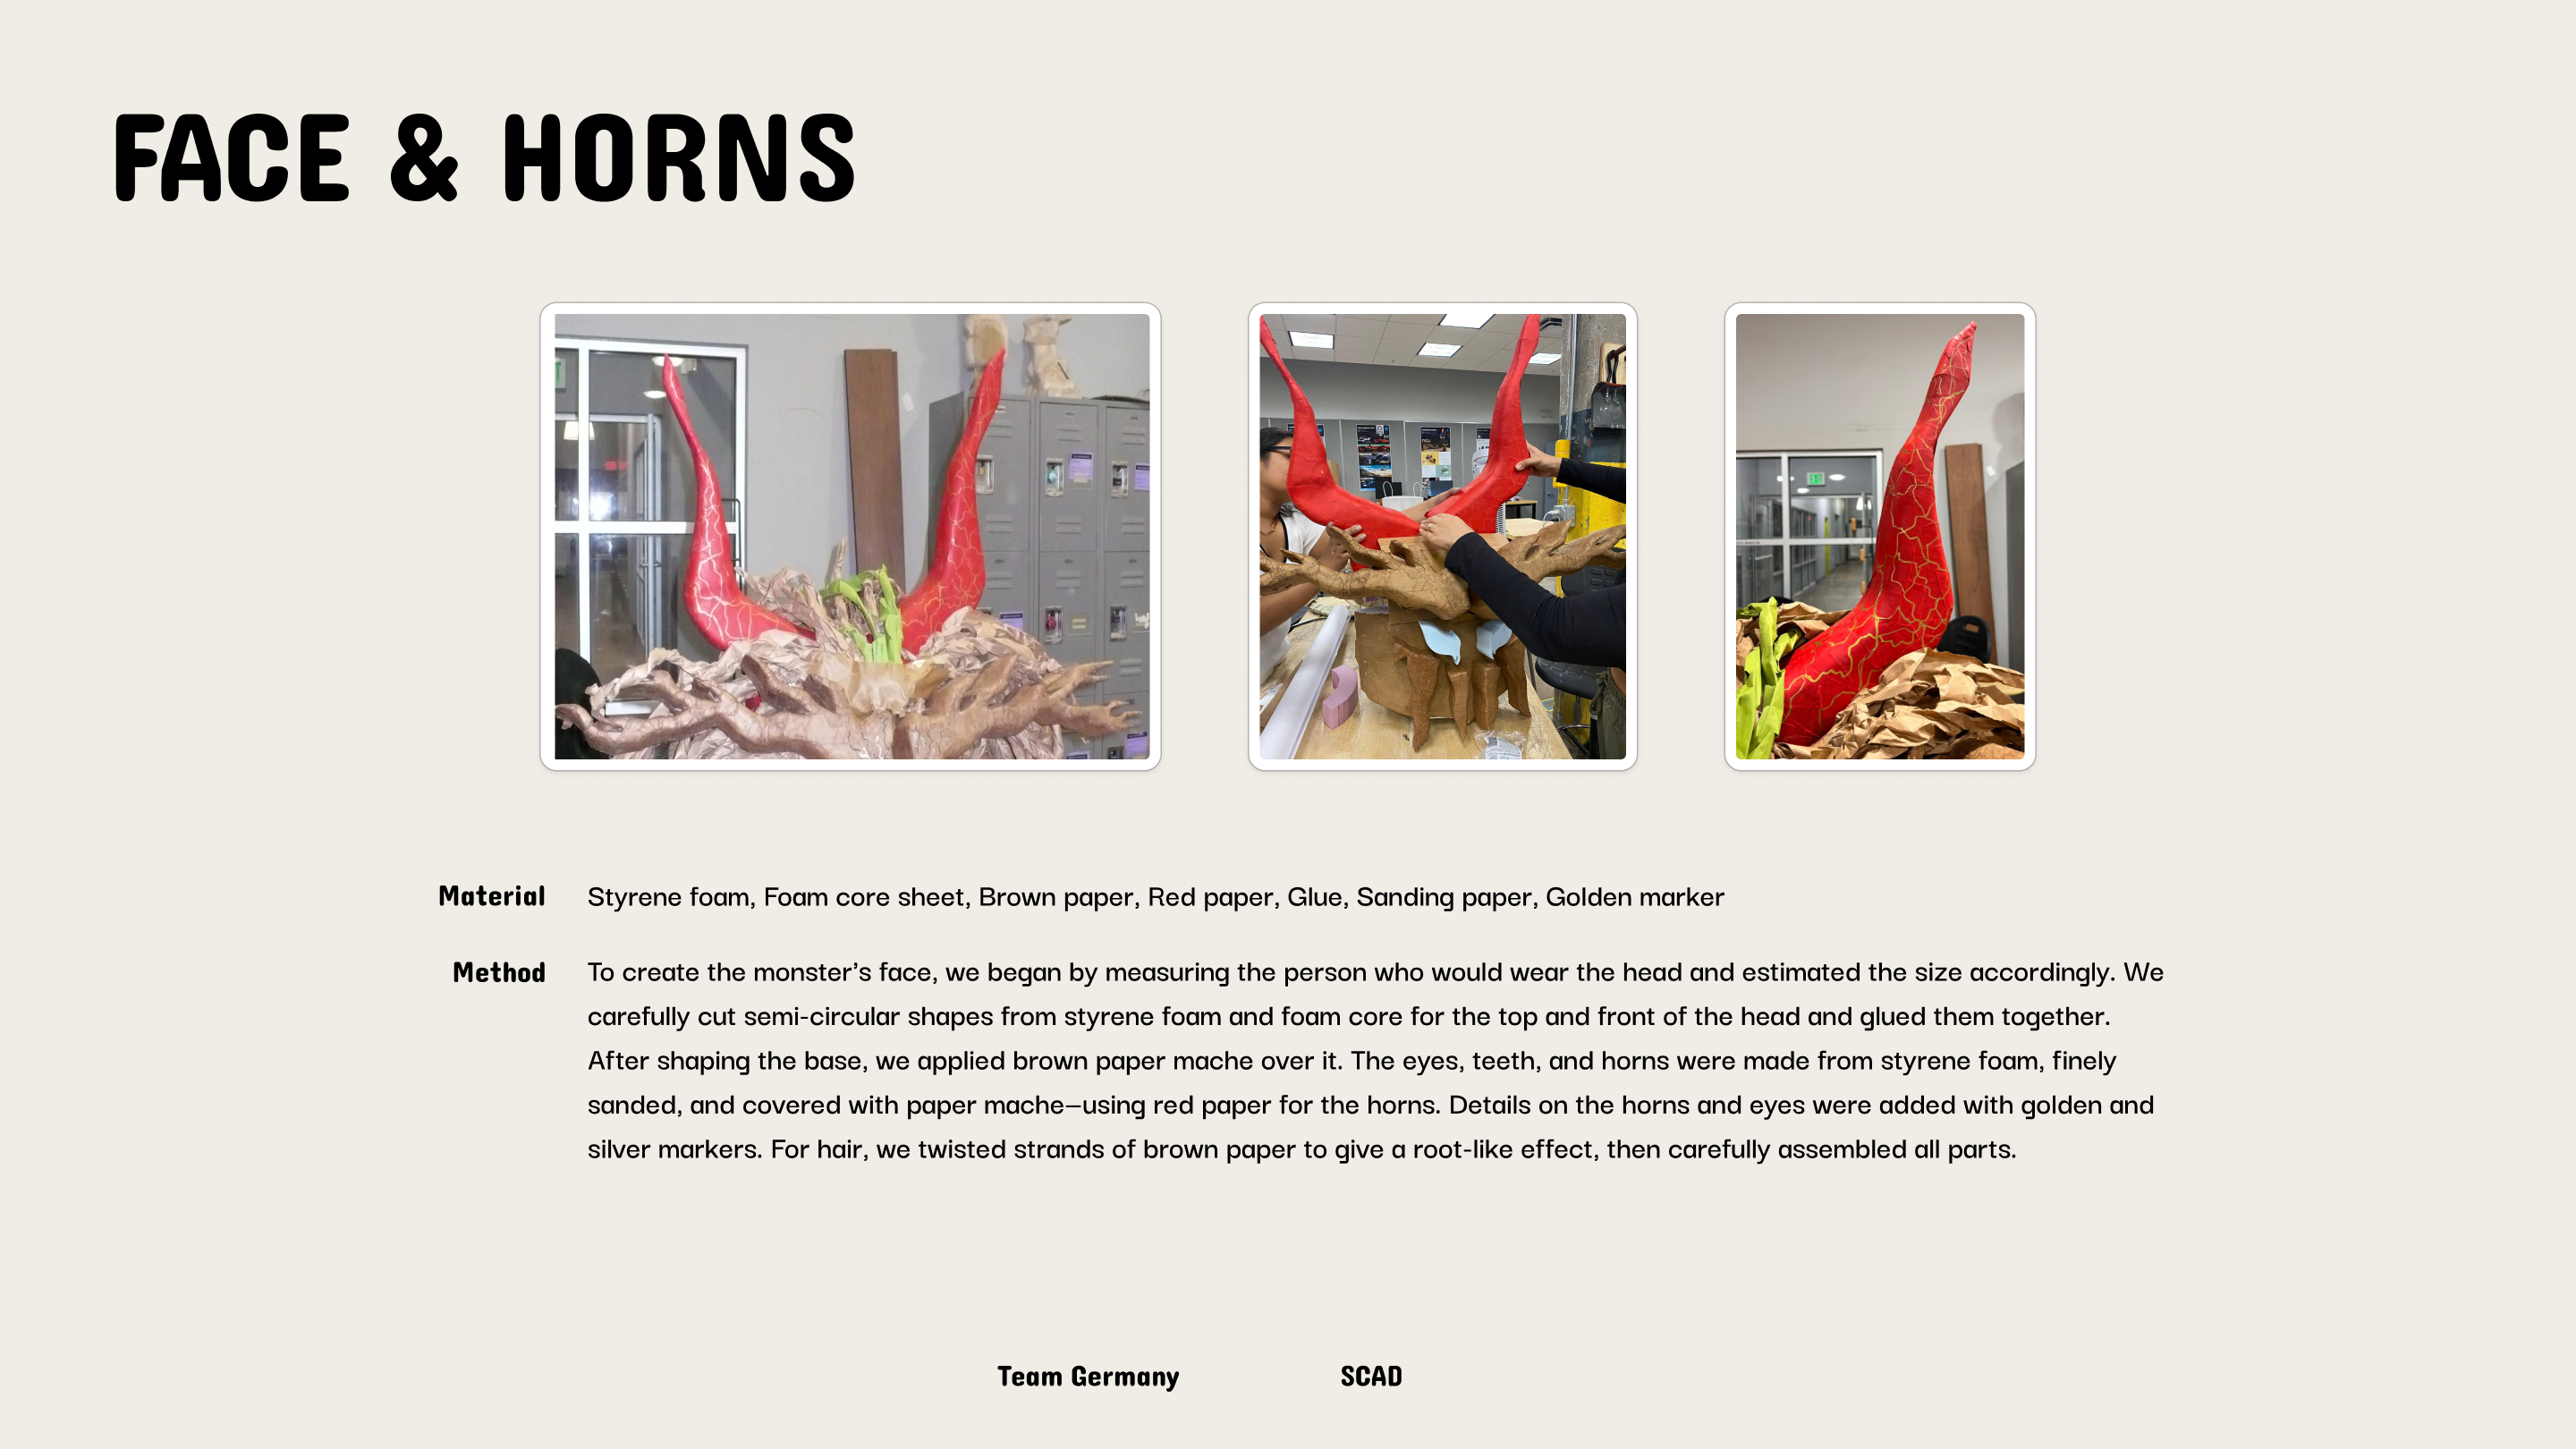 FACE & HORNS
Material Styrene foam, Foam core sheet, Brown paper, Red paper, Glue, Sanding paper, Golden marker
Method To create the monster’s face, we began by measuring the person who would wear the head and estimated the size accordingly. We
carefully cut semi-circular shapes from styrene foam and foam core for the top and front of the head and glued them together.
After shaping the base, we applied brown paper mache over it. The eyes, teeth, and horns were made from styrene foam, finely
sanded, and covered with paper mache—using red paper for the horns. Details on the horns and eyes were added with golden and
silver markers. For hair, we twisted strands of brown paper to give a root-like effect, then carefully assembled all parts.
Team Germany SCAD